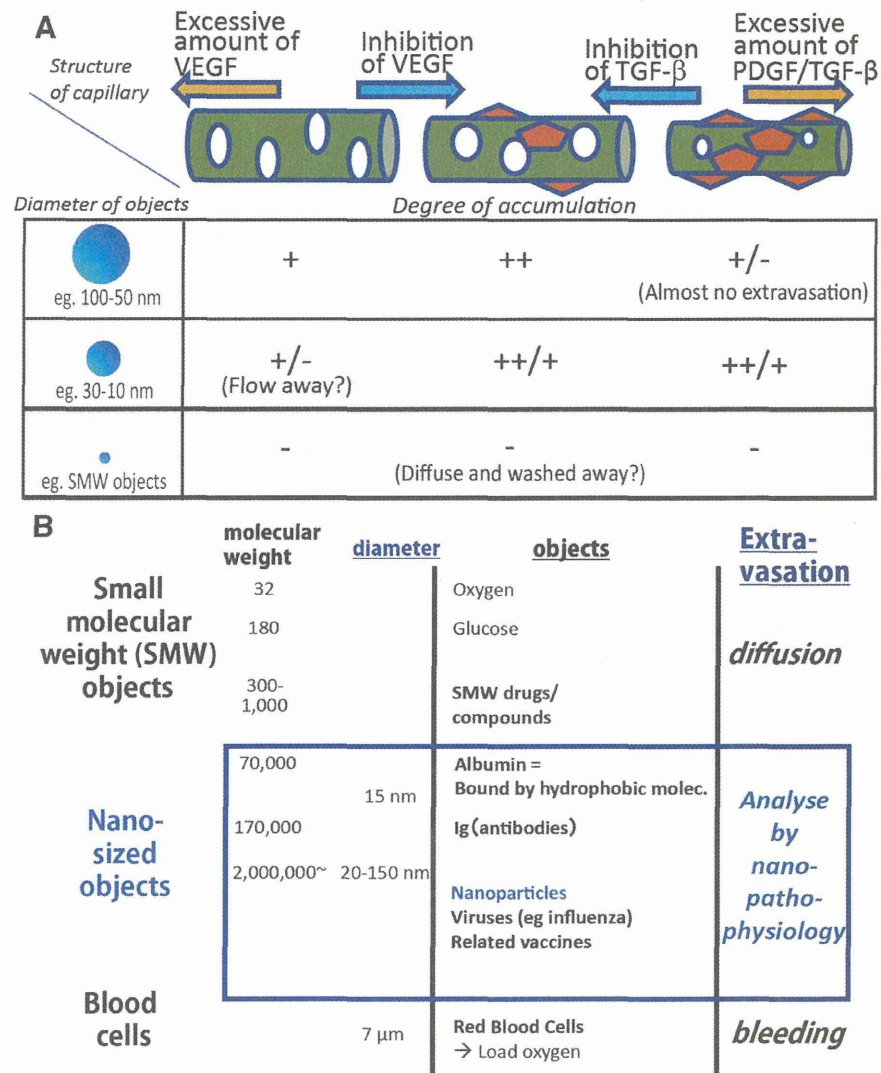 A
Structure
of capillary
Excessive
amount of
VEGF
Inhibition
of VEGF
Inhibition
of TGF-β
Excessive
amount of
PDGF/TGF-β
Diameter of objects
Degree of accumulation
eg. 100-50 nm
+
++
+/-
(Almost no extravasation)
eg. 30-10 nm
+/-
(Flow away?)
++/+
++/+
eg. SMW objects
-
-
(Diffuse and washed away?)
-
B
molecular
weight
diameter
objects
Extra-
vasation
Small
molecular
weight (SMW)
objects
32
Oxygen
180
Glucose
300-
1,000
SMW drugs/
compounds
diffusion
Nano-
sized
objects
70,000
Albumin =
Bound by hydrophobic molec.
15 nm
170,000
Ig(antibodies)
2,000,000~ 20-150 nm
Nanoparticles
Viruses (eg influenza)
Related vaccines
Analyse
by
nano-
patho-
physiology
Blood
cells
7 μm
Red Blood Cells
→ Load oxygen
bleeding